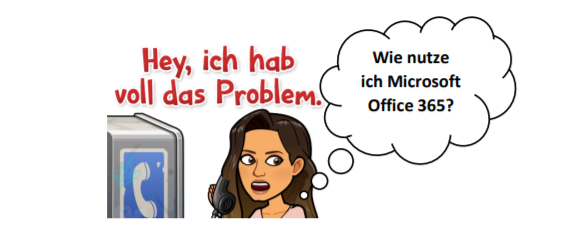 Hey, ich hab
voll das Problem.
Wie nutze
ich Microsoft
Office 365?